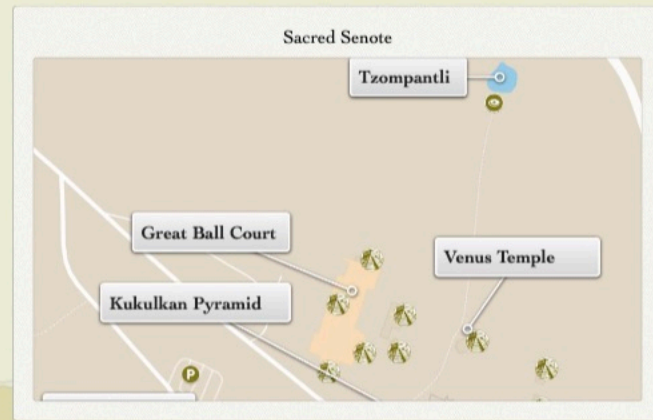 Sacred Senote
Tzompantli
Great Ball Court
Venus Temple
Kukulkan Pyramid
P